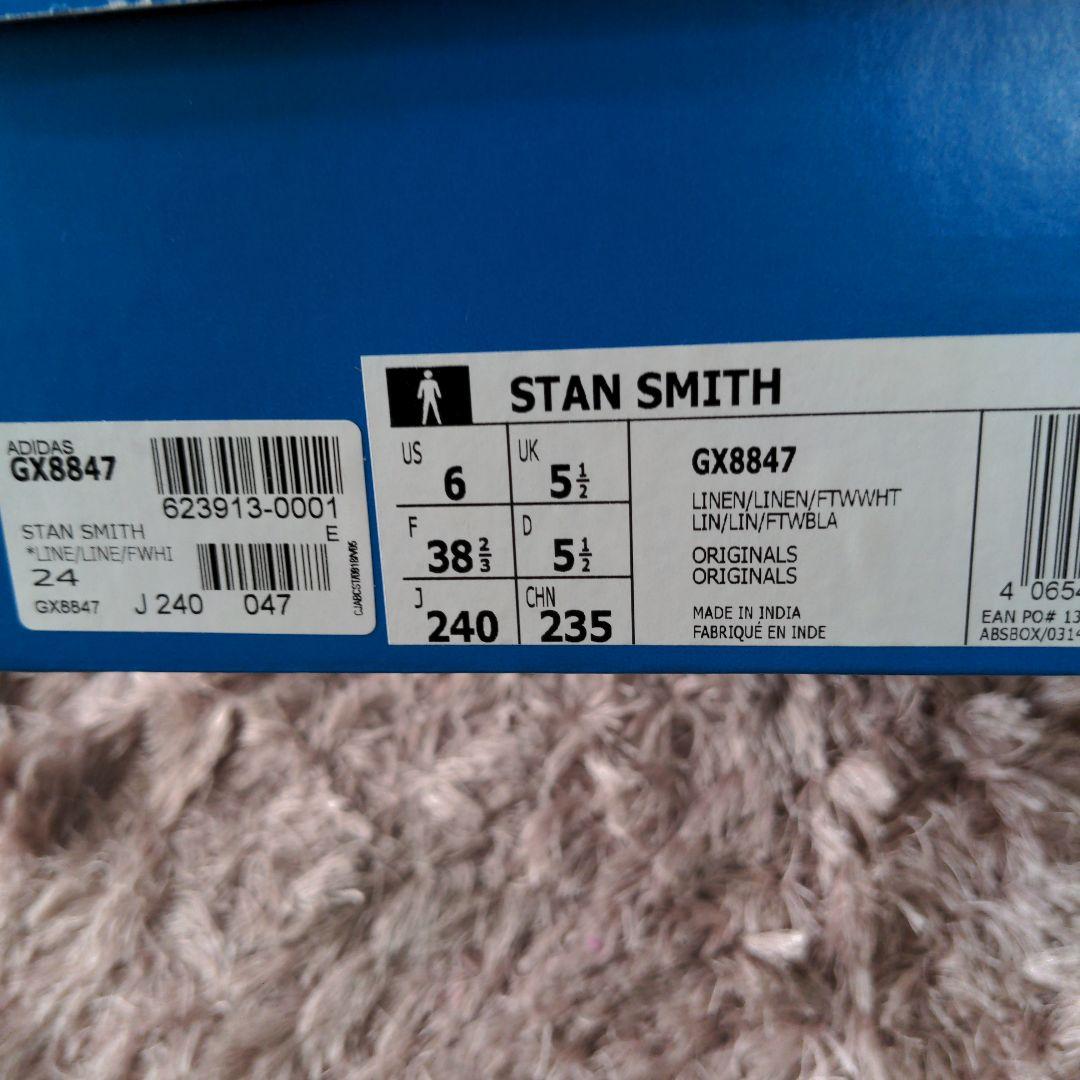 ADIDAS
GX8847
623913-0001
STAN SMITH E
*LINE/LINE/FWHI
24
GX8847 J 240 047
STAN SMITH
US 6
UK 5 1/2
F 38 2/3
D 5 1/2
J 240
CHN 235
GX8847
LINEN/LINEN/FTWWHT
LIN/LIN/FTWBLA
ORIGINALS
ORIGINALS
MADE IN INDIA
FABRIQUÉ EN INDE
4 0654
EAN PO# 13
ABSBOX/0314